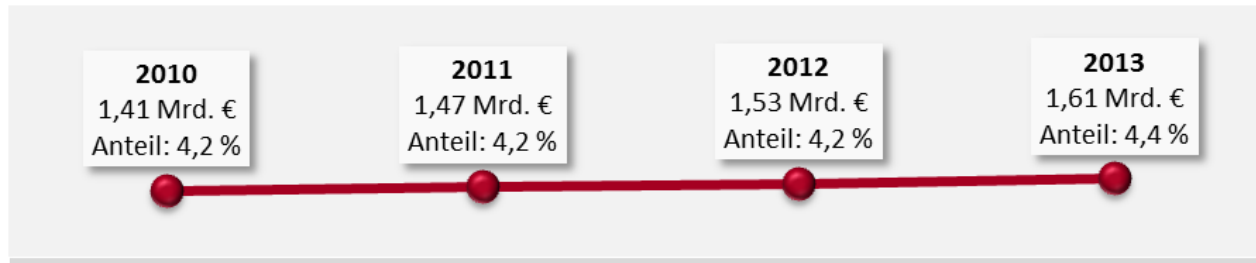 2010
1,41 Mrd. €
Anteil: 4,2 %
2011
1,47 Mrd. €
Anteil: 4,2 %
2012
1,53 Mrd. €
Anteil: 4,2 %
2013
1,61 Mrd. €
Anteil: 4,4 %